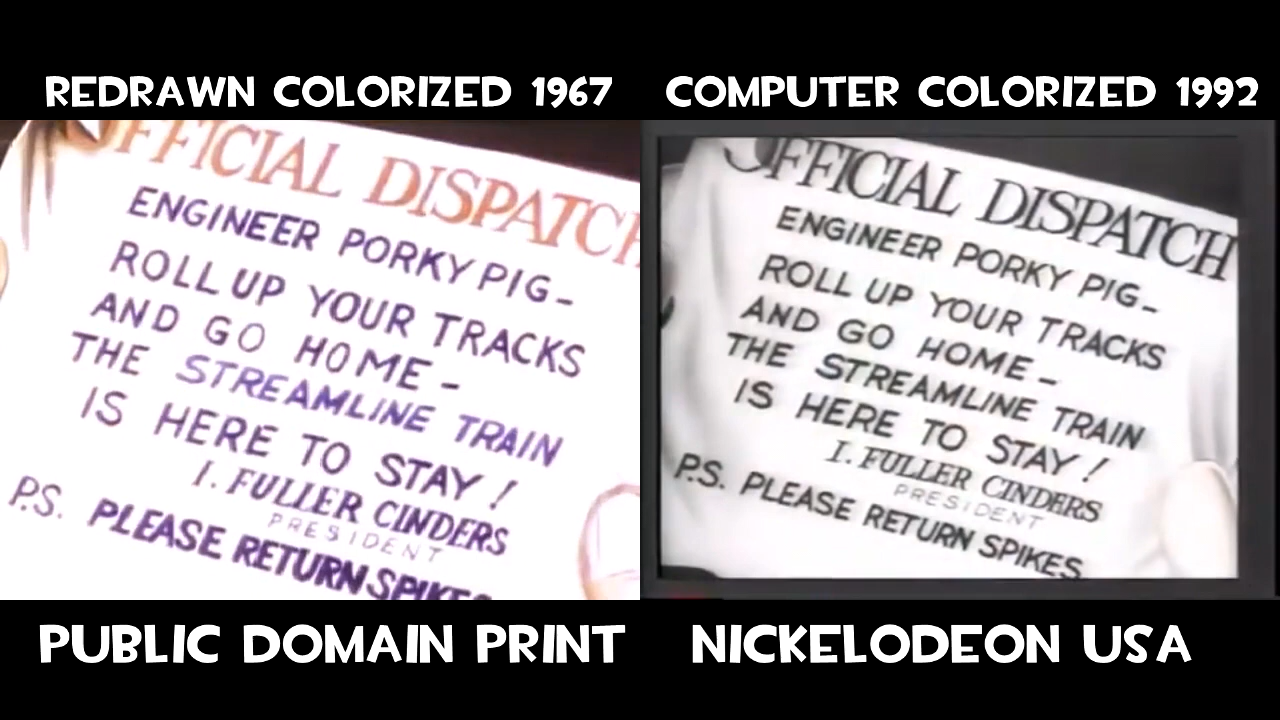 REDRAWN COLORIZED 1967
COMPUTER COLORIZED 1992
OFFICIAL DISPATCH
ENGINEER PORKY PIG-
ROLL UP YOUR TRACKS
AND GO HOME-
THE STREAMLINE TRAIN
IS HERE TO STAY!
I. FULLER CINDERS
PRESIDENT
P.S. PLEASE RETURN SPIKES
OFFICIAL DISPATCH
ENGINEER PORKY PIG-
ROLL UP YOUR TRACKS
AND GO HOME-
THE STREAMLINE TRAIN
IS HERE TO STAY!
I. FULLER CINDERS
PRESIDENT
P.S. PLEASE RETURN SPIKES
PUBLIC DOMAIN PRINT
NICKELODEON USA